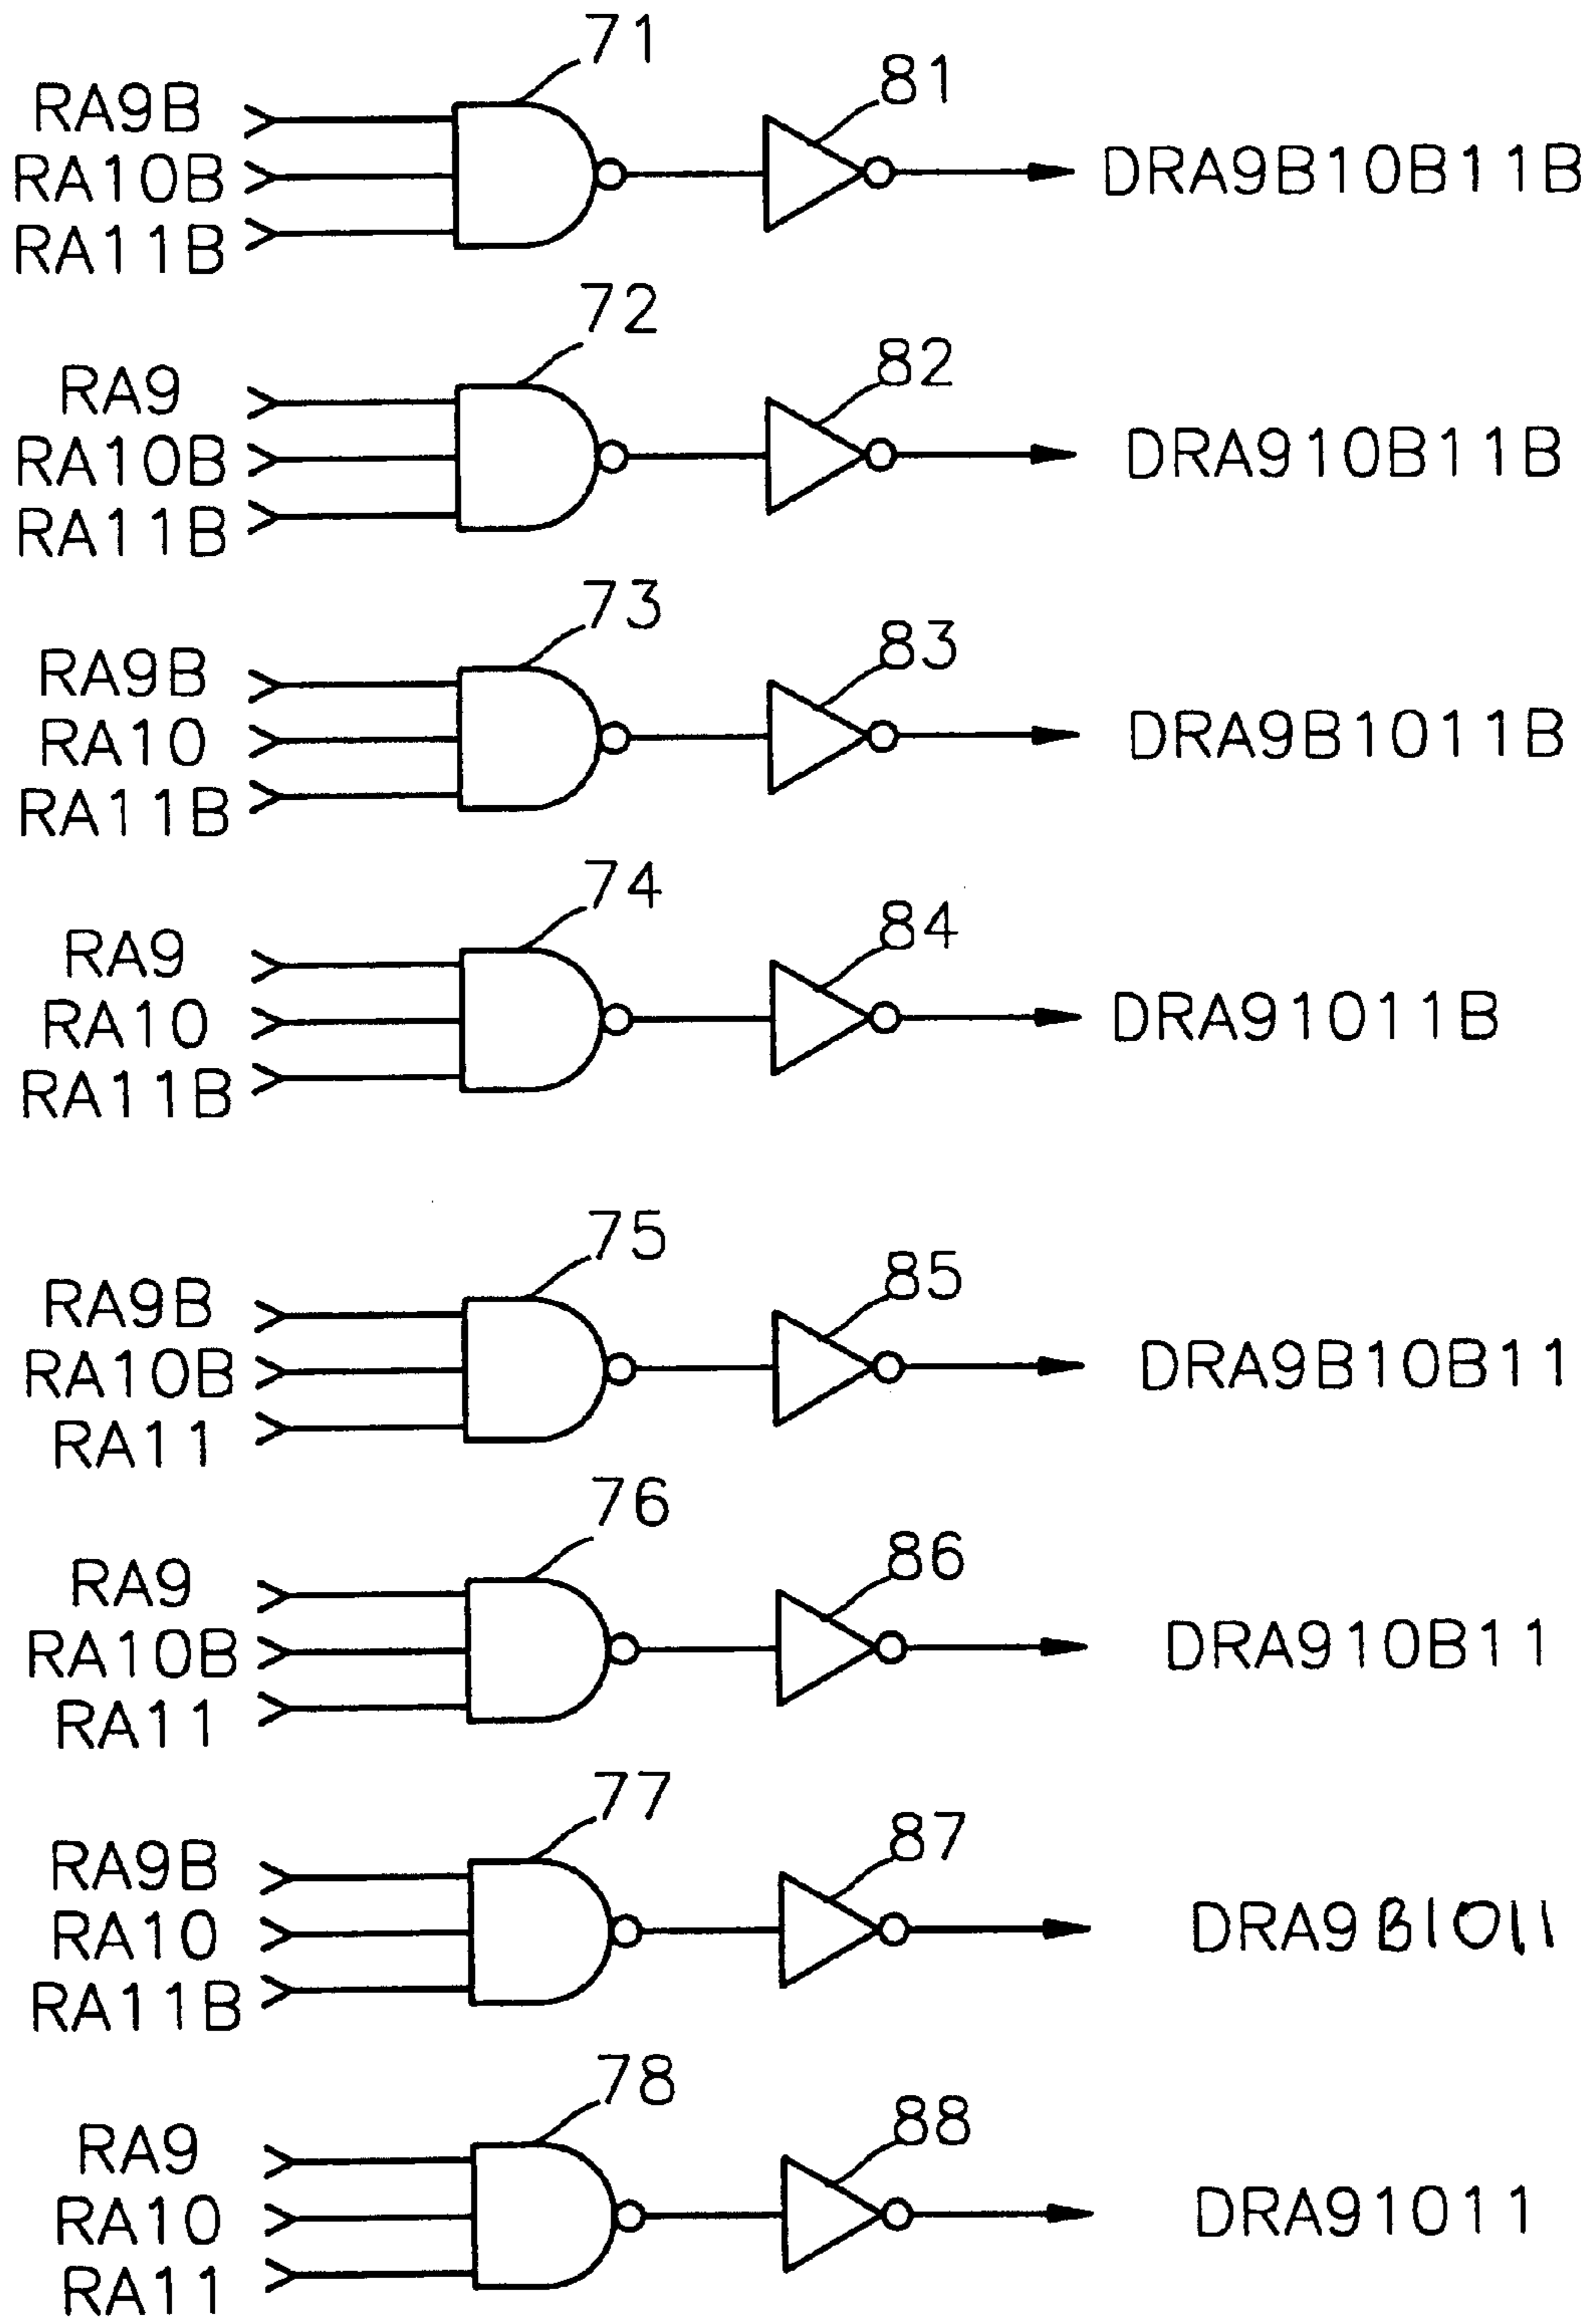 71
81
RA9B
RA10B
RA11B
DRA9B10B11B
72
82
RA9
RA10B
RA11B
DRA910B11B
73
83
RA9B
RA10
RA11B
DRA9B1011B
74
84
RA9
RA10
RA11B
DRA91011B
75
85
RA9B
RA10B
RA11
DRA9B10B11
76
86
RA9
RA10B
RA11
DRA910B11
77
87
RA9B
RA10
RA11B
DRA9B1011
78
88
RA9
RA10
RA11
DRA91011